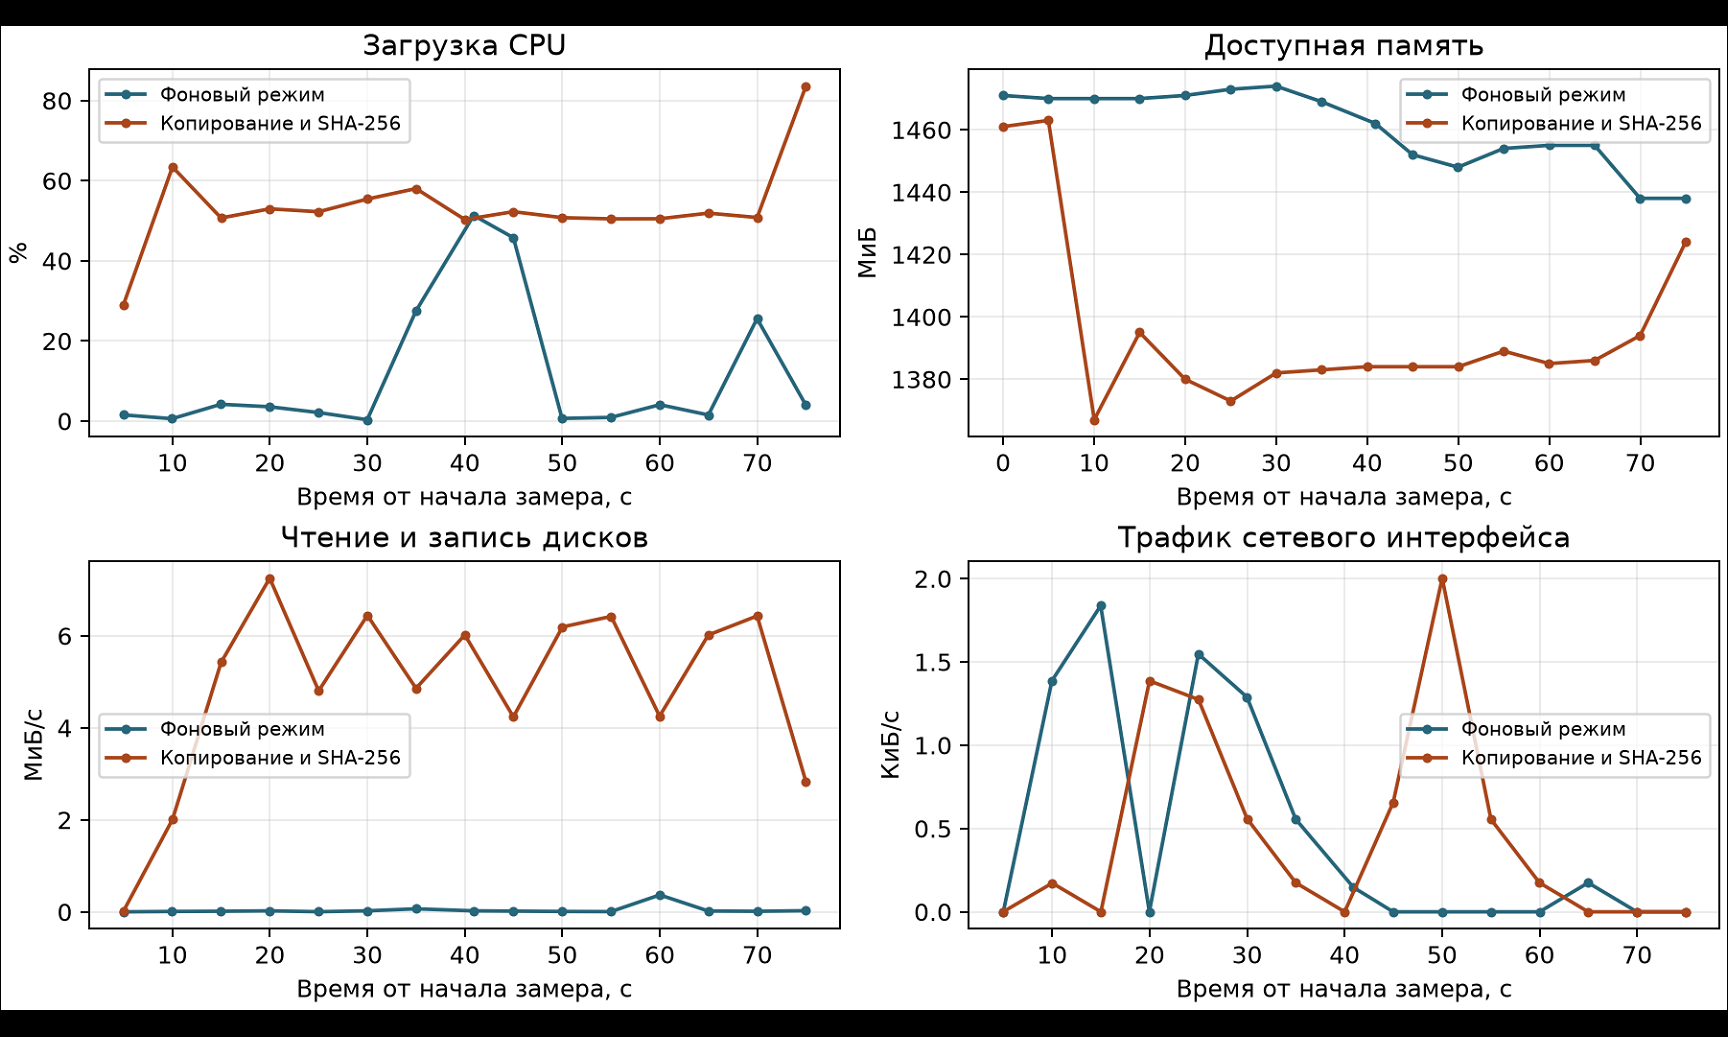 Загрузка CPU
Фоновый режим
Копирование и SHA-256
%
80
60
40
20
0
10 20 30 40 50 60 70
Время от начала замера, с
Доступная память
Фоновый режим
Копирование и SHA-256
МиБ
1460
1440
1420
1400
1380
0 10 20 30 40 50 60 70
Время от начала замера, с
Чтение и запись дисков
Фоновый режим
Копирование и SHA-256
МиБ/с
6
4
2
0
10 20 30 40 50 60 70
Время от начала замера, с
Трафик сетевого интерфейса
Фоновый режим
Копирование и SHA-256
КиБ/с
2.0
1.5
1.0
0.5
0.0
10 20 30 40 50 60 70
Время от начала замера, с